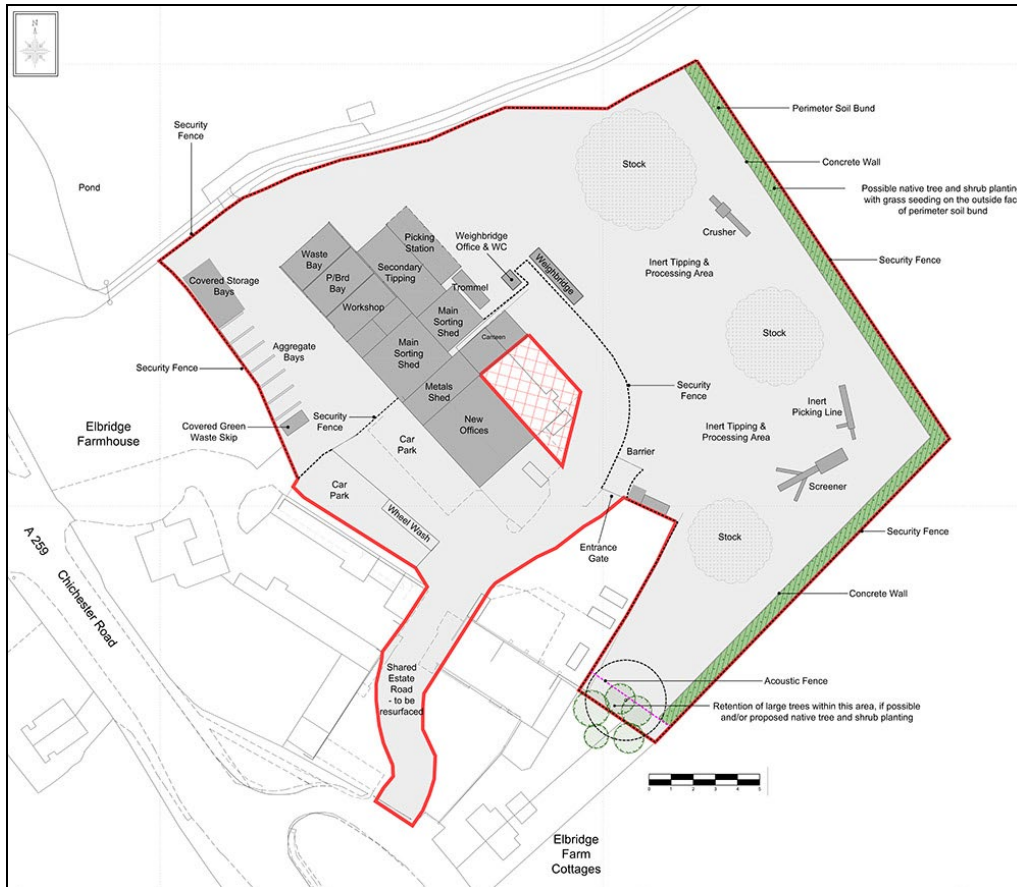 N
Security
Fence
Pond
Perimeter Soil Bund
Concrete Wall
Possible native tree and shrub planting
with grass seeding on the outside face
of perimeter soil bund
Stock
Crusher
Inert Tipping &
Processing Area
Security Fence
Covered Storage
Bays
Waste
Bay
P/Brd
Bay
Workshop
Picking
Station
Secondary
Tipping
Trommel
Weighbridge
Office & WC
Weighbridge
Main
Sorting
Shed
Canteen
Main
Sorting
Shed
Metals
Shed
New
Offices
Aggregate
Bays
Security Fence
Covered Green
Waste Skip
Security
Fence
Elbridge
Farmhouse
Car
Park
Car
Park
Wheel Wash
Security
Fence
Stock
Inert
Picking Line
Inert Tipping &
Processing Area
Barrier
Screener
Entrance
Gate
Stock
Security Fence
Concrete Wall
A 259
Chichester Road
Shared
Estate
Road
- to be
resurfaced
Acoustic Fence
Retention of large trees within this area, if possible
and/or proposed native tree and shrub planting
0 1 2 3 4 5
Elbridge
Farm
Cottages